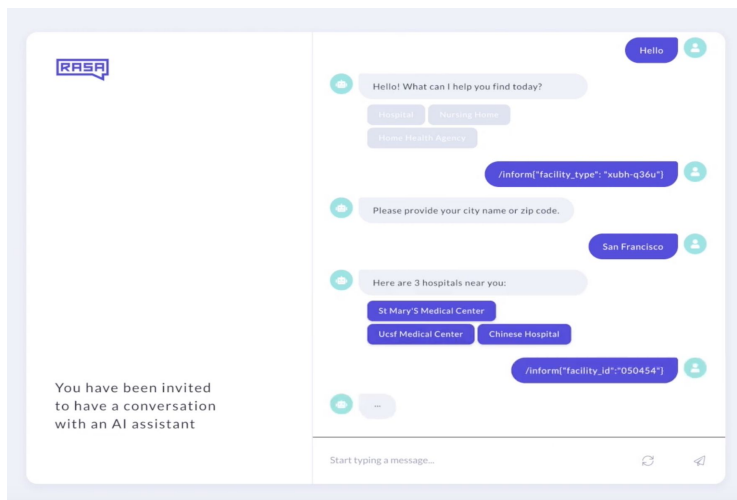 RASA
You have been invited
to have a conversation
with an AI assistant
Hello
Hello! What can I help you find today?
Hospital
Nursing Home
Home Health Agency
/inform{"facility_type": "xubh-q36u"}
Please provide your city name or zip code.
San Francisco
Here are 3 hospitals near you:
St Mary'S Medical Center
Ucsf Medical Center
Chinese Hospital
/inform{"facility_id":"050454"}
...
Start typing a message...